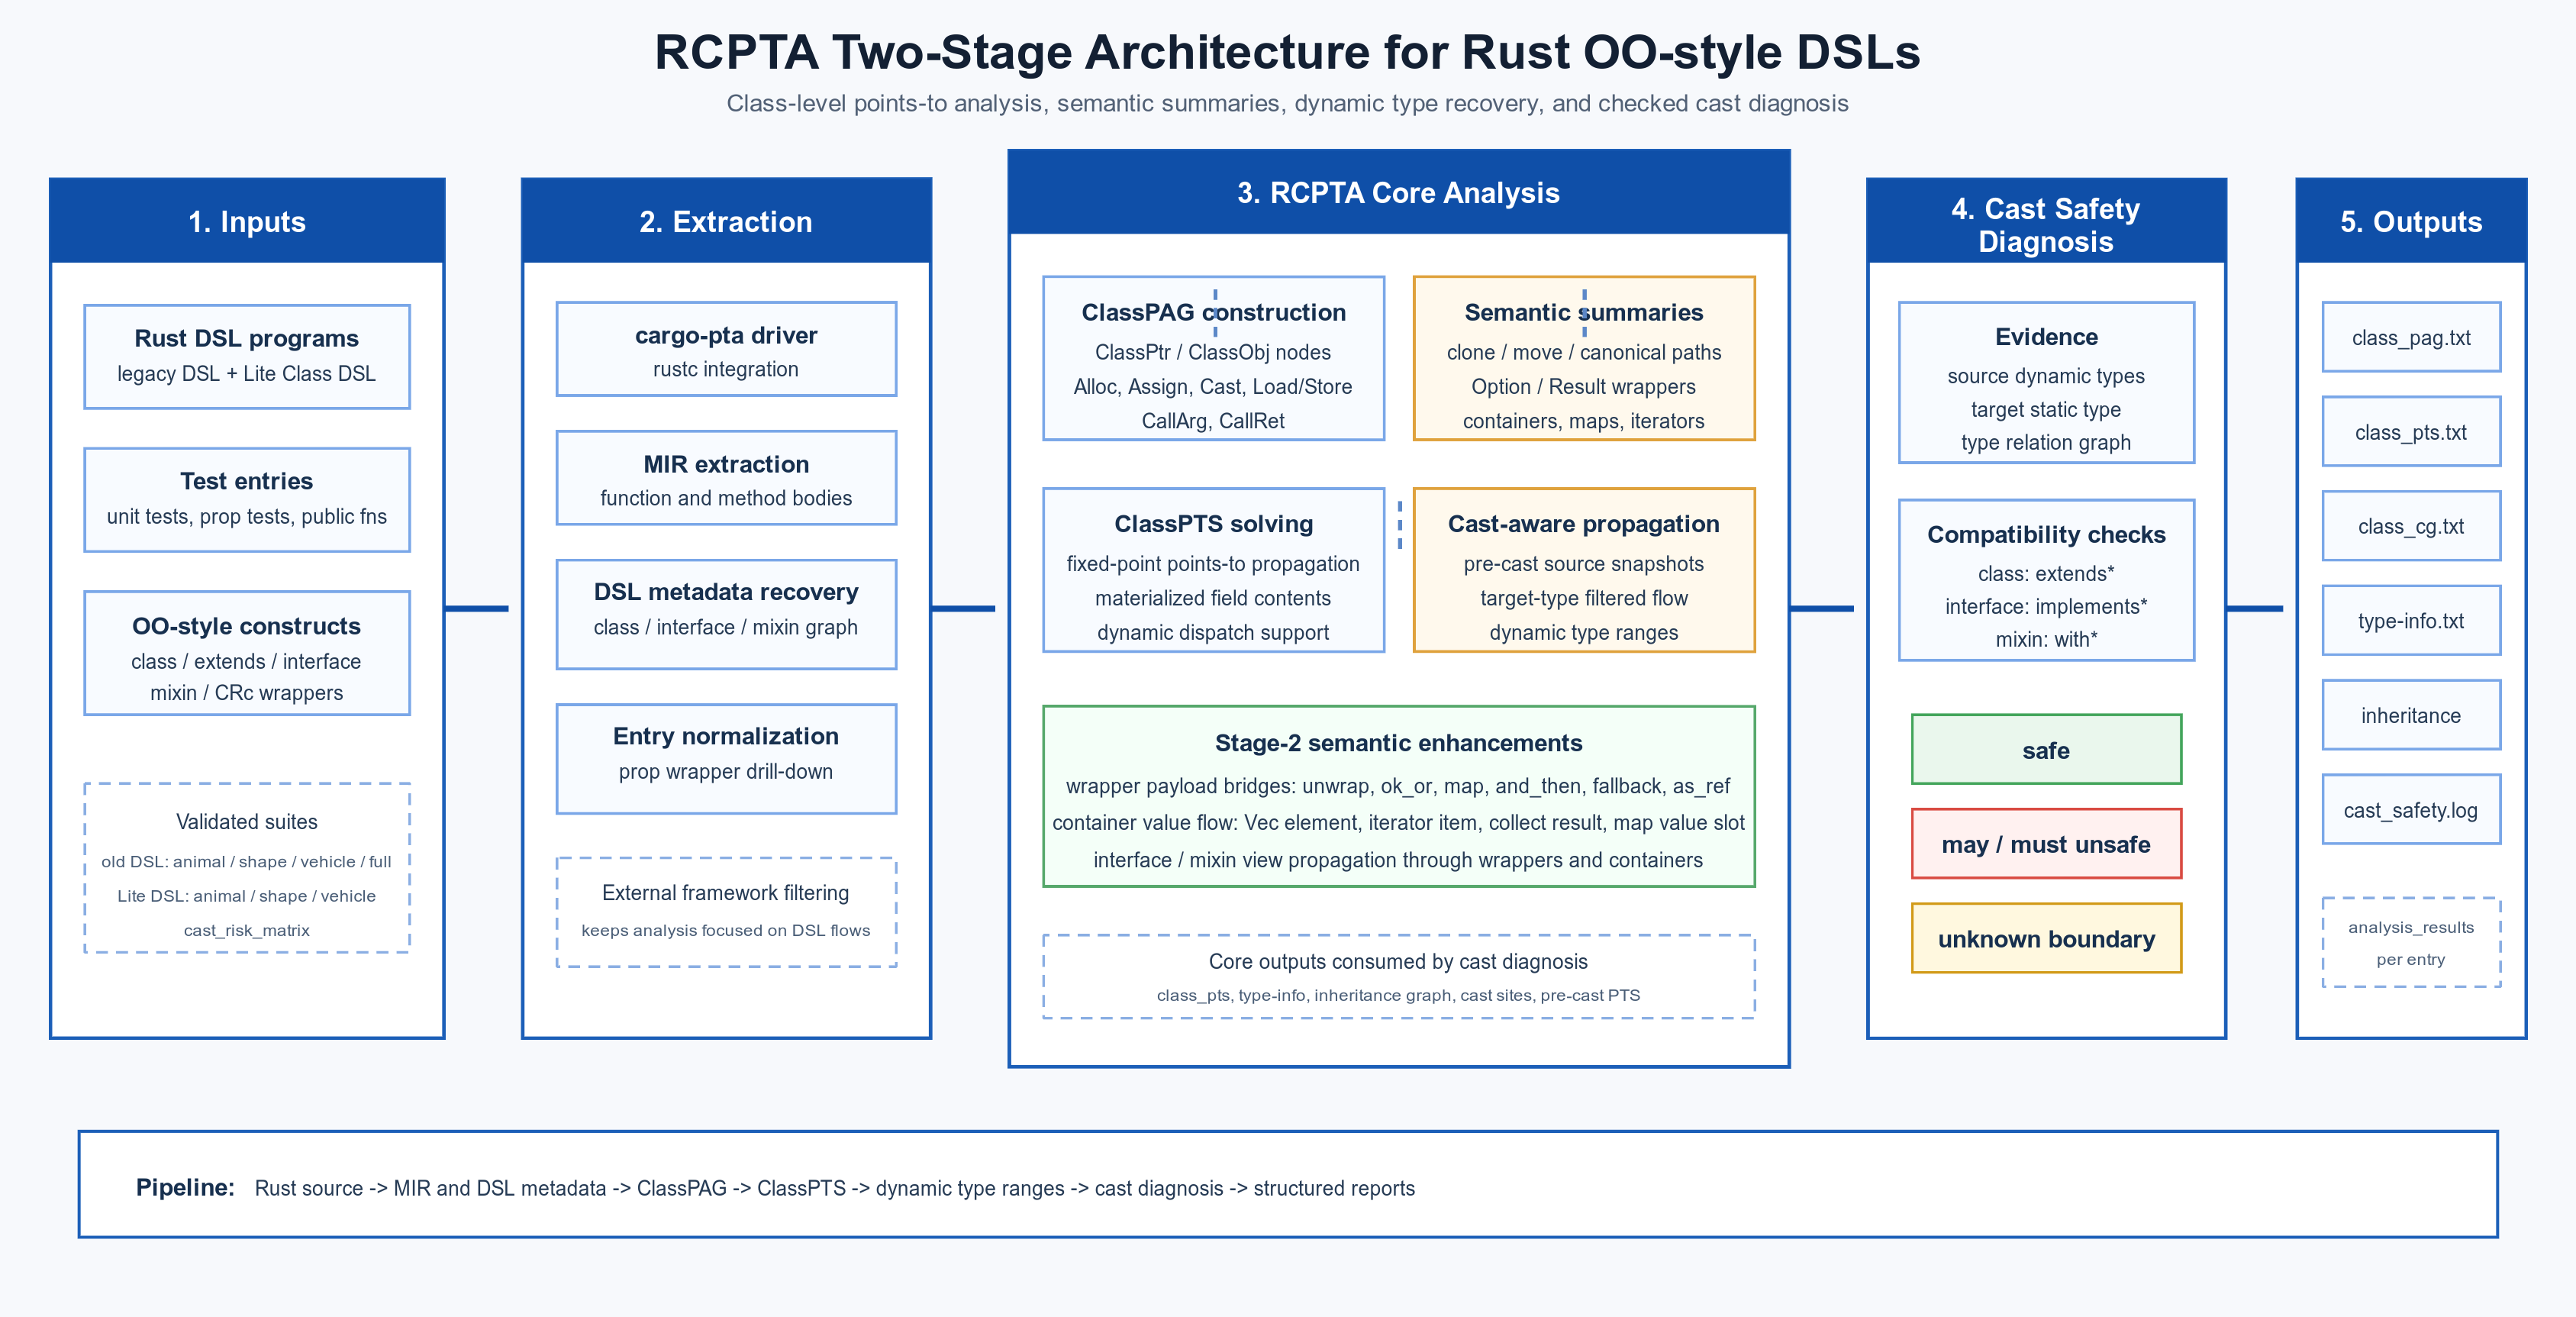 RCPTA Two-Stage Architecture for Rust OO-style DSLs
Class-level points-to analysis, semantic summaries, dynamic type recovery, and checked cast diagnosis
1. Inputs
Rust DSL programs
legacy DSL + Lite Class DSL
Test entries
unit tests, prop tests, public fns
OO-style constructs
class / extends / interface
mixin / CRc wrappers
Validated suites
old DSL: animal / shape / vehicle / full
Lite DSL: animal / shape / vehicle
cast_risk_matrix
2. Extraction
cargo-pta driver
rustc integration
MIR extraction
function and method bodies
DSL metadata recovery
class / interface / mixin graph
Entry normalization
prop wrapper drill-down
External framework filtering
keeps analysis focused on DSL flows
3. RCPTA Core Analysis
ClassPAG construction
ClassPtr / ClassObj nodes
Alloc, Assign, Cast, Load/Store
CallArg, CallRet
Semantic summaries
clone / move / canonical paths
Option / Result wrappers
containers, maps, iterators
ClassPTS solving
fixed-point points-to propagation
materialized field contents
dynamic dispatch support
Cast-aware propagation
pre-cast source snapshots
target-type filtered flow
dynamic type ranges
Stage-2 semantic enhancements
wrapper payload bridges: unwrap, ok_or, map, and_then, fallback, as_ref
container value flow: Vec element, iterator item, collect result, map value slot
interface / mixin view propagation through wrappers and containers
Core outputs consumed by cast diagnosis
class_pts, type-info, inheritance graph, cast sites, pre-cast PTS
4. Cast Safety
Diagnosis
Evidence
source dynamic types
target static type
type relation graph
Compatibility checks
class: extends*
interface: implements*
mixin: with*
safe
may / must unsafe
unknown boundary
5. Outputs
class_pag.txt
class_pts.txt
class_cg.txt
type-info.txt
inheritance
cast_safety.log
analysis_results
per entry
Pipeline: Rust source -> MIR and DSL metadata -> ClassPAG -> ClassPTS -> dynamic type ranges -> cast diagnosis -> structured reports